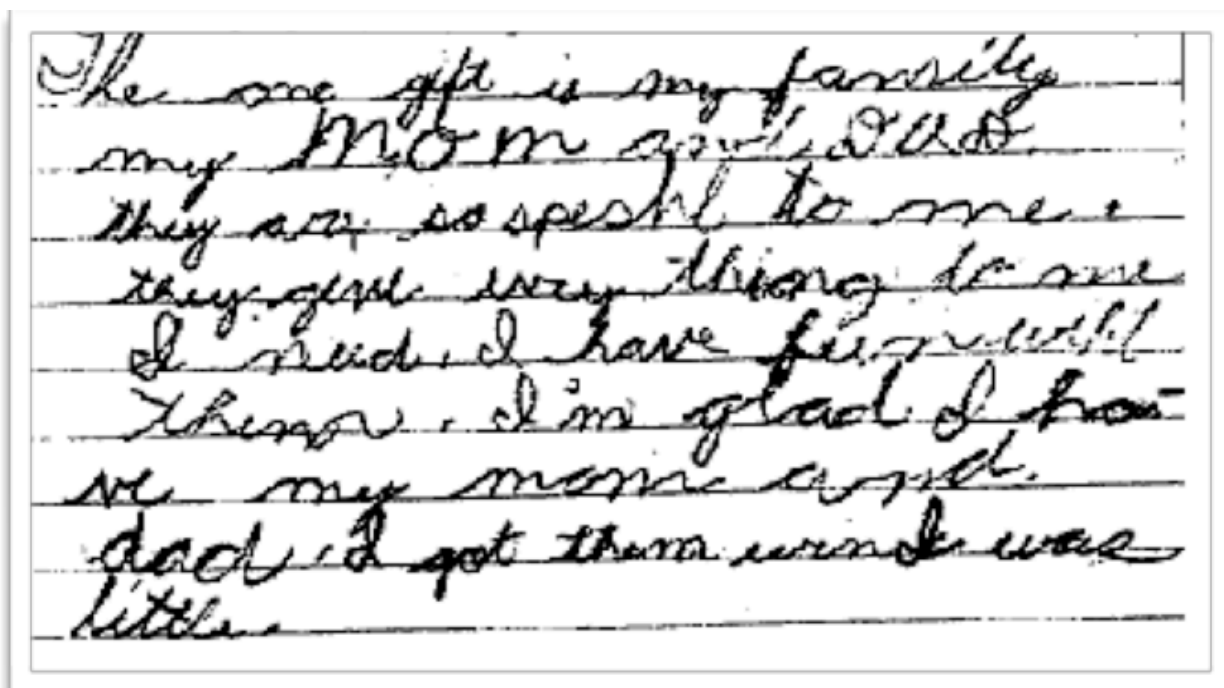 The one gift is my family
my Mom and DAD
they are so speshl to me.
they give evry thing to me
I need. I have fun with
them. I'm glad I ha-
ve my mom and
dad. I got them wen I was
little.